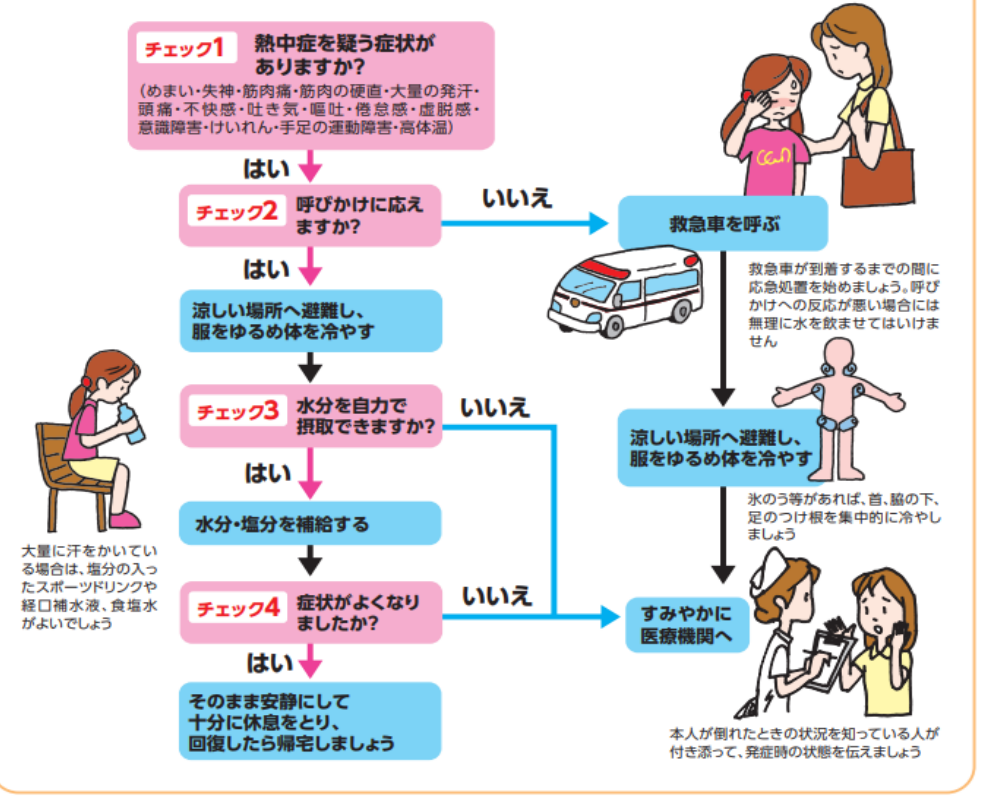 チェック1 熱中症を疑う症状が
ありますか?
(めまい・失神・筋肉痛・筋肉の硬直・大量の発汗・
頭痛・不快感・吐き気・嘔吐・倦怠感・虚脱感・
意識障害・けいれん・手足の運動障害・高体温)
はい
チェック2 呼びかけに応え
ますか?
いいえ
救急車を呼ぶ
救急車が到着するまでの間に
応急処置を始めましょう。呼び
かけへの反応が悪い場合には
無理に水を飲ませてはいけま
せん
はい
涼しい場所へ避難し、
服をゆるめ体を冷やす
チェック3 水分を自力で
摂取できますか?
いいえ
涼しい場所へ避難し、
服をゆるめ体を冷やす
氷のう等があれば、首、脇の下、
足のつけ根を集中的に冷やし
ましょう
はい
水分・塩分を補給する
大量に汗をかいてい
る場合は、塩分の入っ
たスポーツドリンクや
経口補水液、食塩水
がよいでしょう
チェック4 症状がよくなり
ましたか?
いいえ
すみやかに
医療機関へ
はい
そのまま安静にして
十分に休息をとり、
回復したら帰宅しましょう
本人が倒れたときの状況を知っている人が
付き添って、発症時の状態を伝えましょう